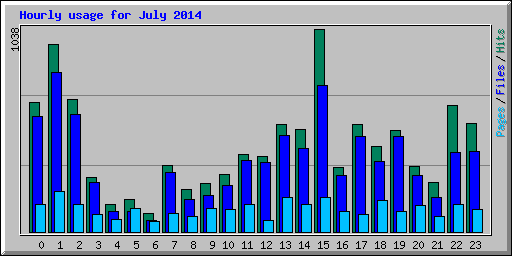 Hourly usage for July 2014
1038
Pages / Files / Hits
0 1 2 3 4 5 6 7 8 9 10 11 12 13 14 15 16 17 18 19 20 21 22 23